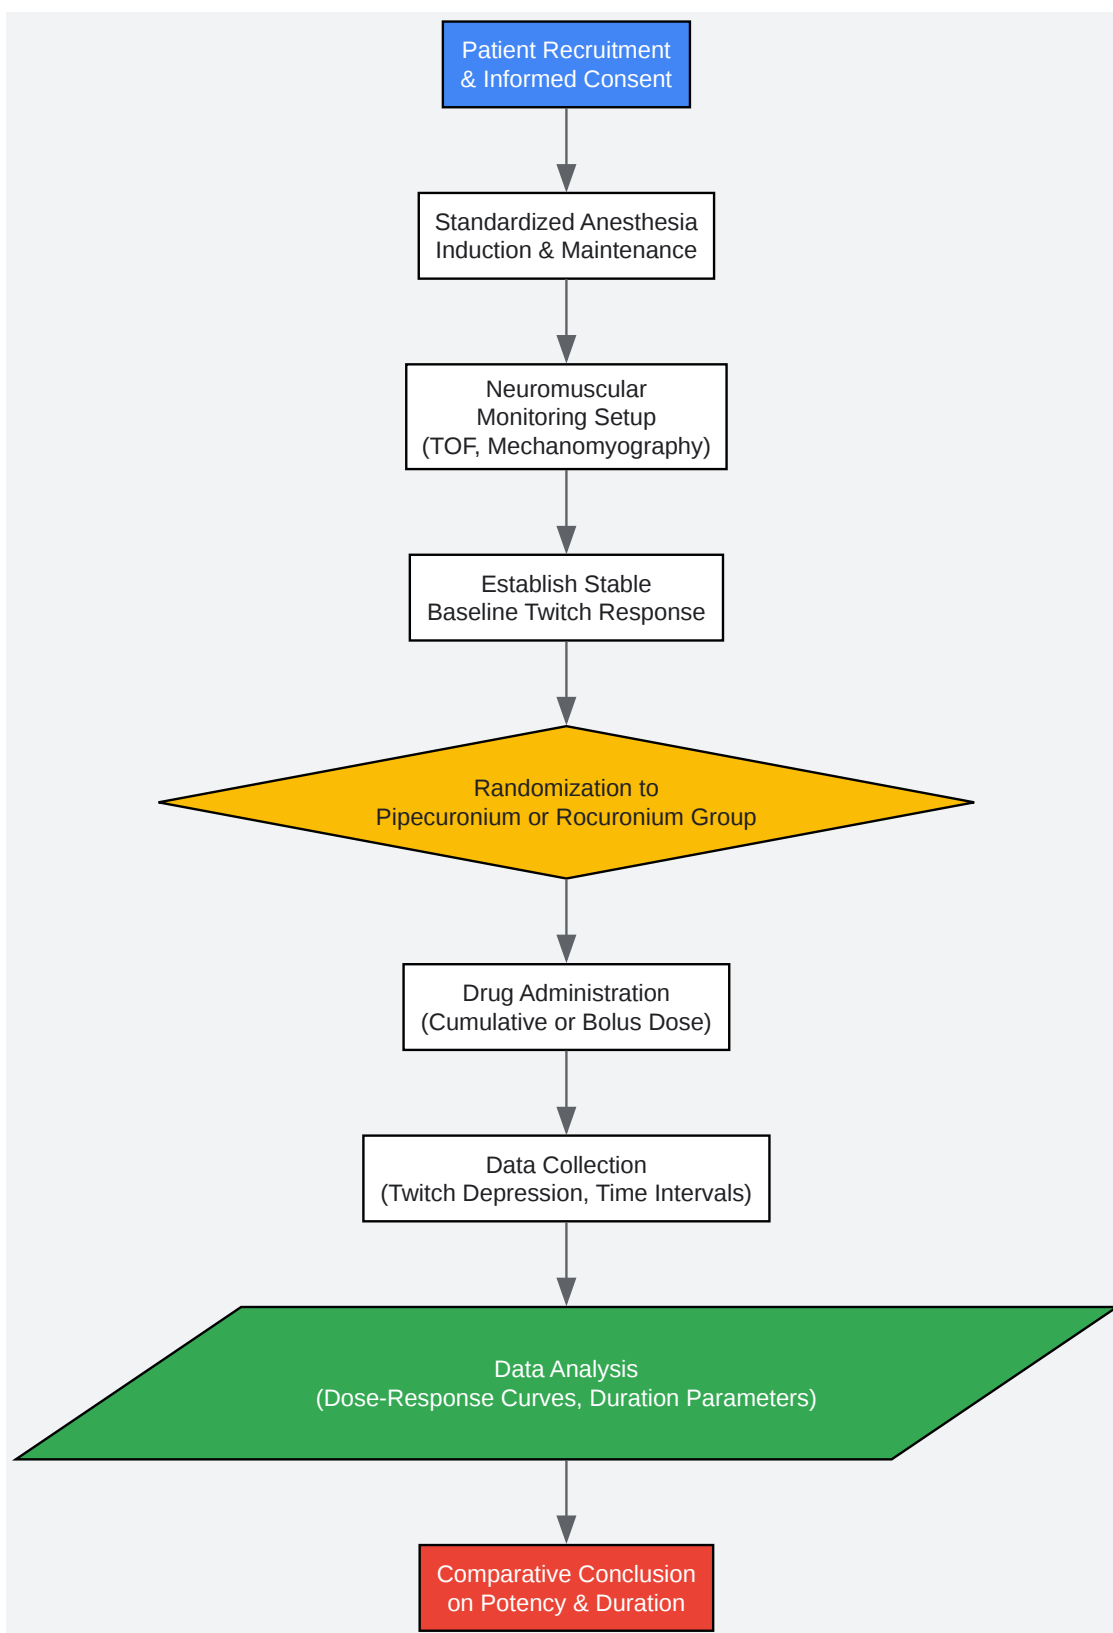 Patient Recruitment
& Informed Consent
Standardized Anesthesia
Induction & Maintenance
Neuromuscular
Monitoring Setup
(TOF, Mechanomyography)
Establish Stable
Baseline Twitch Response
Randomization to
Pipecuronium or Rocuronium Group
Drug Administration
(Cumulative or Bolus Dose)
Data Collection
(Twitch Depression, Time Intervals)
Data Analysis
(Dose-Response Curves, Duration Parameters)
Comparative Conclusion
on Potency & Duration